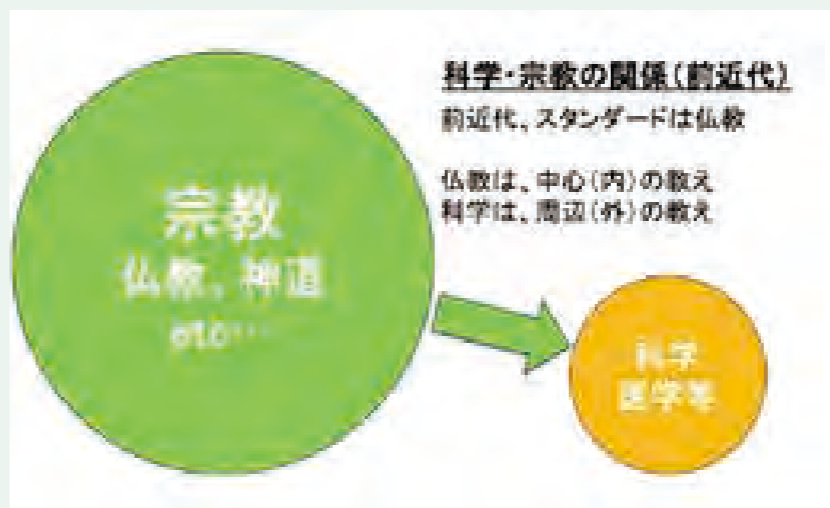 科学・宗教の関係(前近代)
前近代、スタンダードは仏教
仏教は、中心(内)の教え
科学は、周辺(外)の教え
宗教
仏教、神道
etc…
科学
医学等